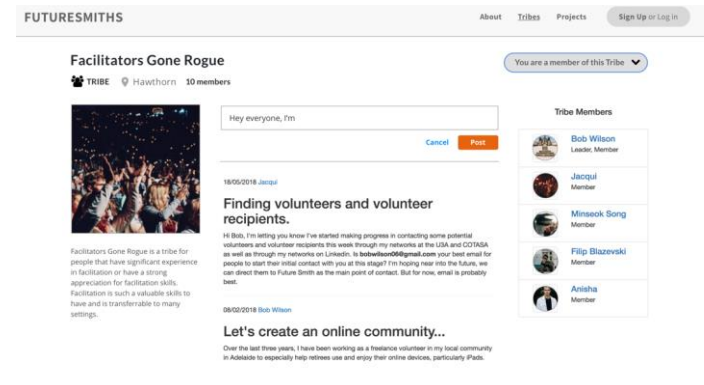 FUTURESMITHS
About Tribes Projects Sign Up or Log in
Facilitators Gone Rogue
TRIBE Hawthorn 10 members
You are a member of this Tribe
Hey everyone, I'm
Cancel Post
Facilitators Gone Rogue is a tribe for
people that have significant experience
in facilitation or have a strong
appreciation for facilitation skills.
Facilitation is such a valuable skills to
have and is transferrable to many
settings.
18/05/2018 Jacqui
Finding volunteers and volunteer
recipients.
Hi Bob, I'm letting you know I've started making progress in contacting some potential
volunteers and volunteer recipients this week through my networks at the U3A and COTASA
as well as through my networks on Linkedin. Is bobwilson06@gmail.com your best email for
people to start their initial contact with you at this stage? I'm hoping near into the future, we
can direct them to Future Smith as the main point of contact. But for now, email is probably
best.
08/02/2018 Bob Wilson
Let's create an online community...
Over the last three years, I have been working as a freelance volunteer in my local community
in Adelaide to especially help retirees use and enjoy their online devices, particularly iPads.
Tribe Members
Bob Wilson
Leader, Member
Jacqui
Member
Minseok Song
Member
Filip Blazevski
Member
Anisha
Member